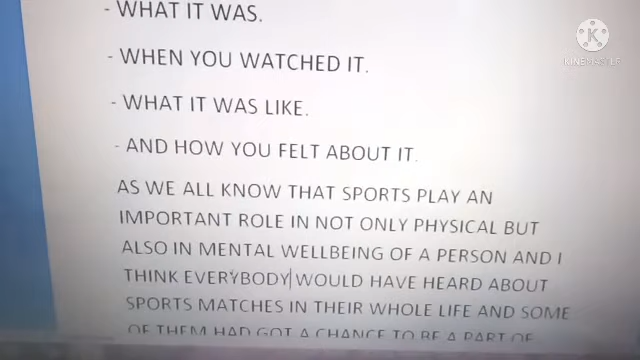 - WHAT IT WAS.
- WHEN YOU WATCHED IT.
- WHAT IT WAS LIKE.
- AND HOW YOU FELT ABOUT IT.
AS WE ALL KNOW THAT SPORTS PLAY AN
IMPORTANT ROLE IN NOT ONLY PHYSICAL BUT
ALSO IN MENTAL WELLBEING OF A PERSON AND I
THINK EVERYBODY WOULD HAVE HEARD ABOUT
SPORTS MATCHES IN THEIR WHOLE LIFE AND SOME
OF THEM HAD GOT A CHANCE TO BE A PART OF
K
KINEMASTER